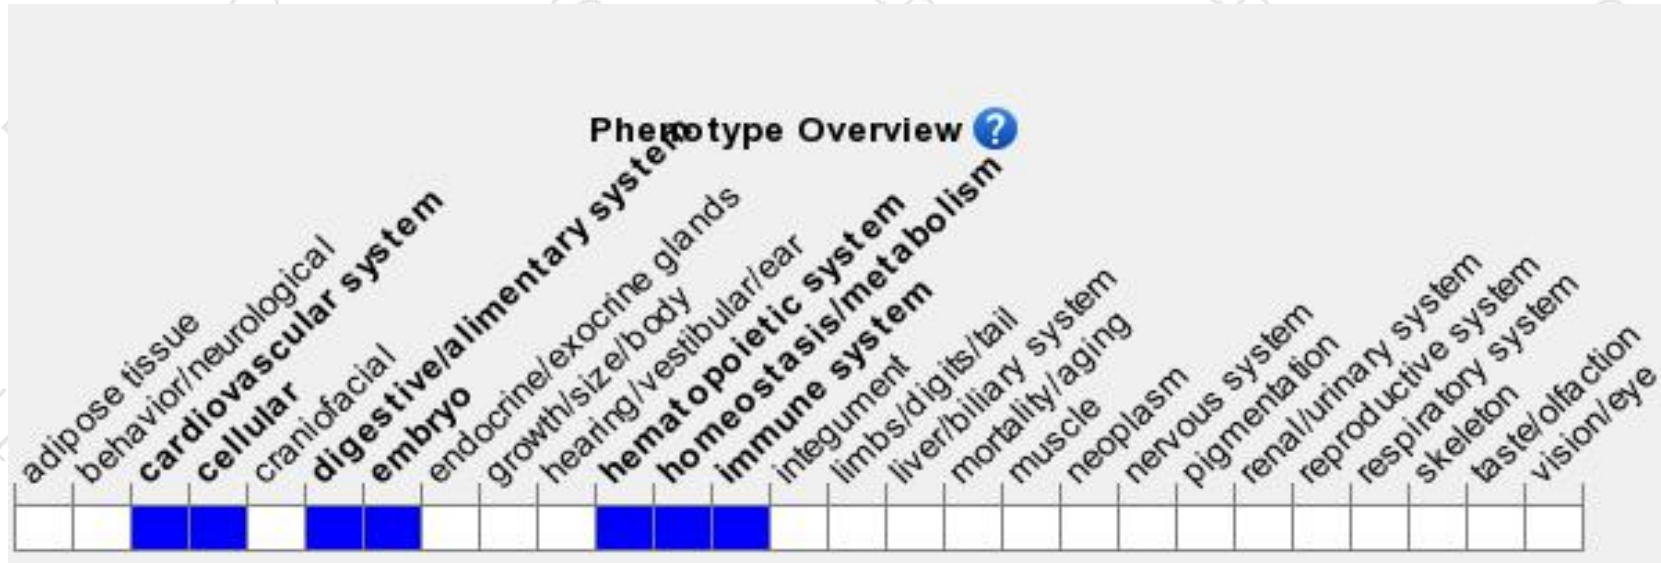 Phenotype Overview ?
adipose tissue
behavior/neurological
cardiovascular system
cellular
craniofacial
digestive/alimentary system
embryo
endocrine/exocrine glands
growth/size/body
hearing/vestibular/ear
hematopoietic system
homeostasis/metabolism
immune system
integument
limbs/digits/tail
liver/biliary system
mortality/aging
muscle
neoplasm
nervous system
pigmentation
renal/urinary system
reproductive system
respiratory system
skeleton
taste/olfaction
vision/eye